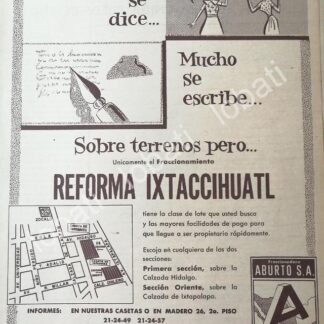 se
dice...
Mucho
se
escribe...
Sobre terrenos pero...
Unicamente el Fraccionamiento
REFORMA IXTACCIHUATL
tiene la clase de lote que usted busca
y las mayores facilidades de pago para
que llegue a ser propietario rápidamente.
Escoja en cualquiera de las dos
secciones:
Primera sección, sobre la
Calzada Hidalgo.
Sección Oriente, sobre la
Calzada de Ixtapalapa.
ZOCALO
Fraccionadora
ABURTO S.A.
A
INFORMES: EN NUESTRAS CASETAS O EN MADERO 26, 2o. PISO
21-24-49 21-24-57